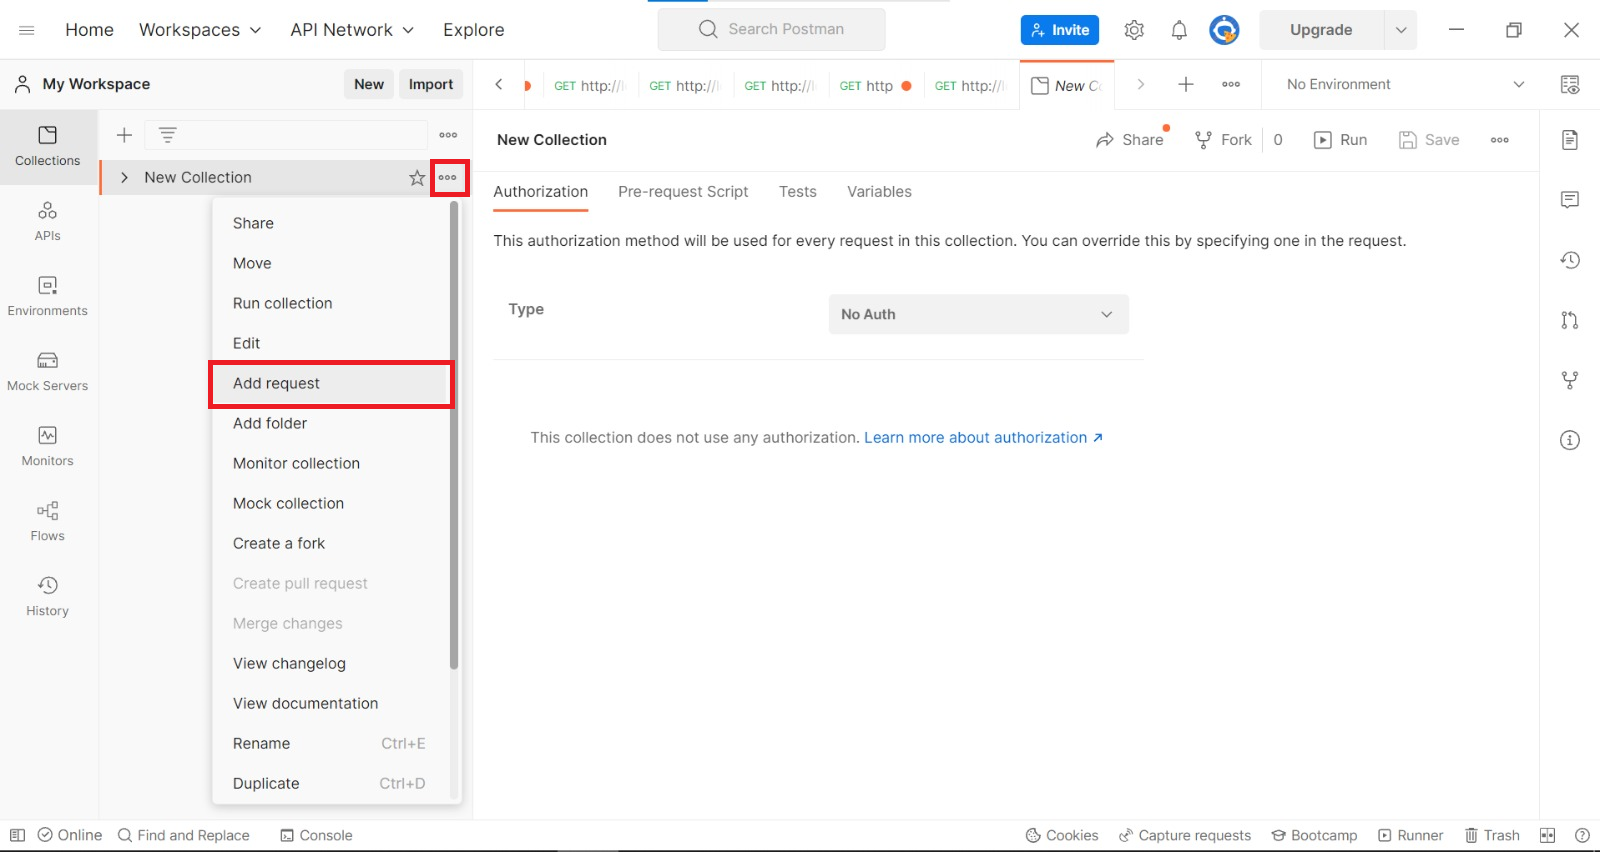 Home Workspaces API Network Explore Search Postman Invite Upgrade
My Workspace New Import GET http://l GET http://l GET http://l GET http GET http:// New C No Environment
Collections
New Collection
New Collection Share Fork 0 Run Save
Authorization Pre-request Script Tests Variables
This authorization method will be used for every request in this collection. You can override this by specifying one in the request.
Type No Auth
This collection does not use any authorization. Learn more about authorization
APIs
Environments
Mock Servers
Monitors
Flows
History
Share
Move
Run collection
Edit
Add request
Add folder
Monitor collection
Mock collection
Create a fork
Create pull request
Merge changes
View changelog
View documentation
Rename Ctrl+E
Duplicate Ctrl+D
Online Find and Replace Console Cookies Capture requests Bootcamp Runner Trash